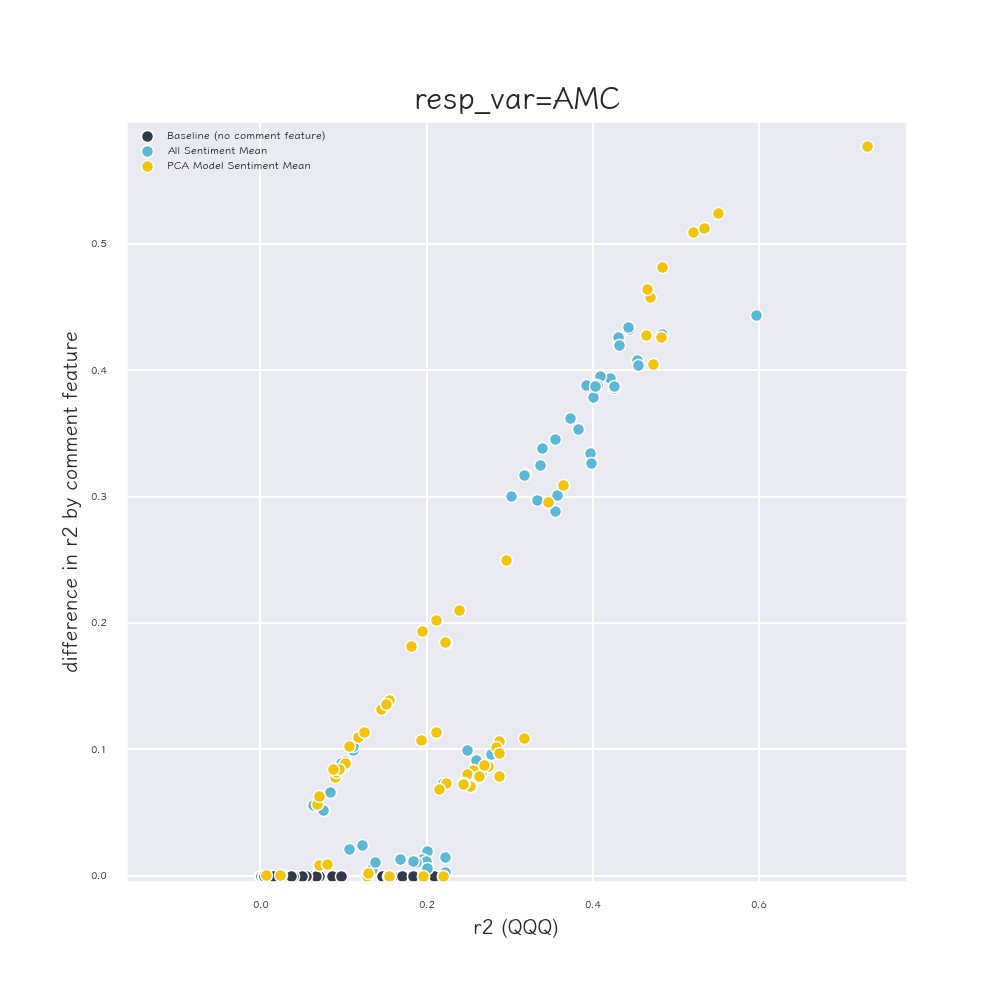 resp_var=AMC
Baseline (no comment feature)
All Sentiment Mean
PCA Model Sentiment Mean
difference in r2 by comment feature
0.5
0.4
0.3
0.2
0.1
0.0
0.0 0.2 0.4 0.6
r2 (QQQ)